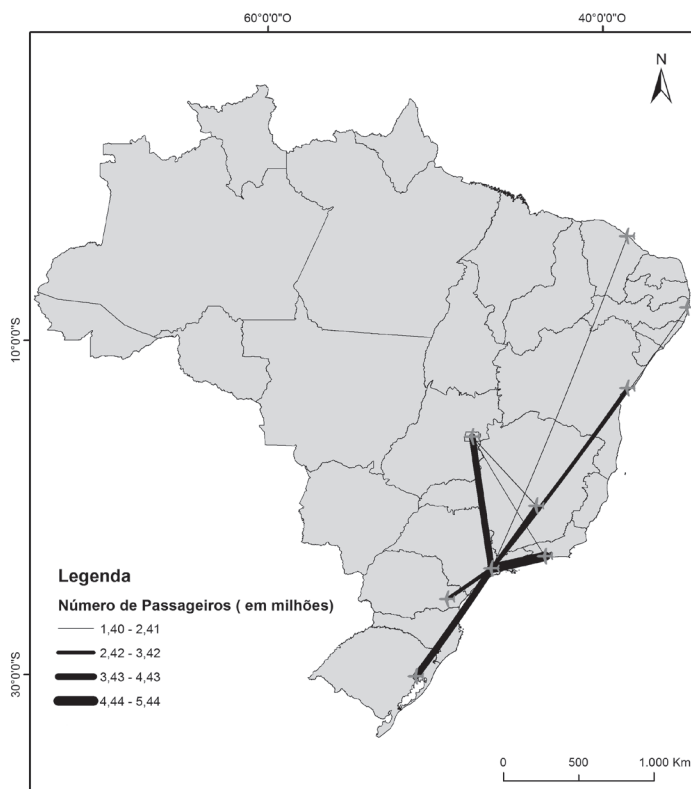 60°0'0"O
40°0'0"O
N
10°0'0"S
30°0'0"S
Legenda
Número de Passageiros ( em milhões)
1,40 - 2,41
2,42 - 3,42
3,43 - 4,43
4,44 - 5,44
0 500 1.000 Km